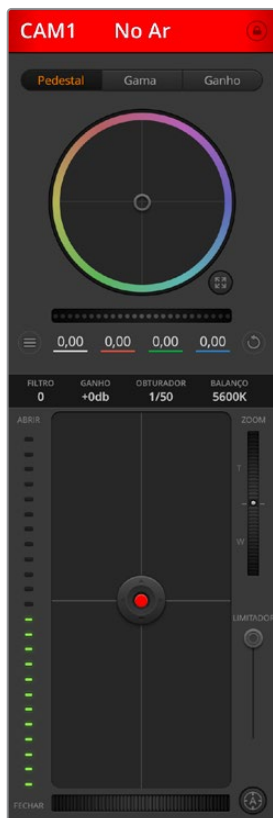 CAM1 No Ar
Pedestal Gama Ganho
0,00 0,00 0,00 0,00
FILTRO GANHO OBTURADOR BALANÇO
0 +0db 1/50 5600K
ABRIR ZOOM
T
W
LIMITADOR
FECHAR A